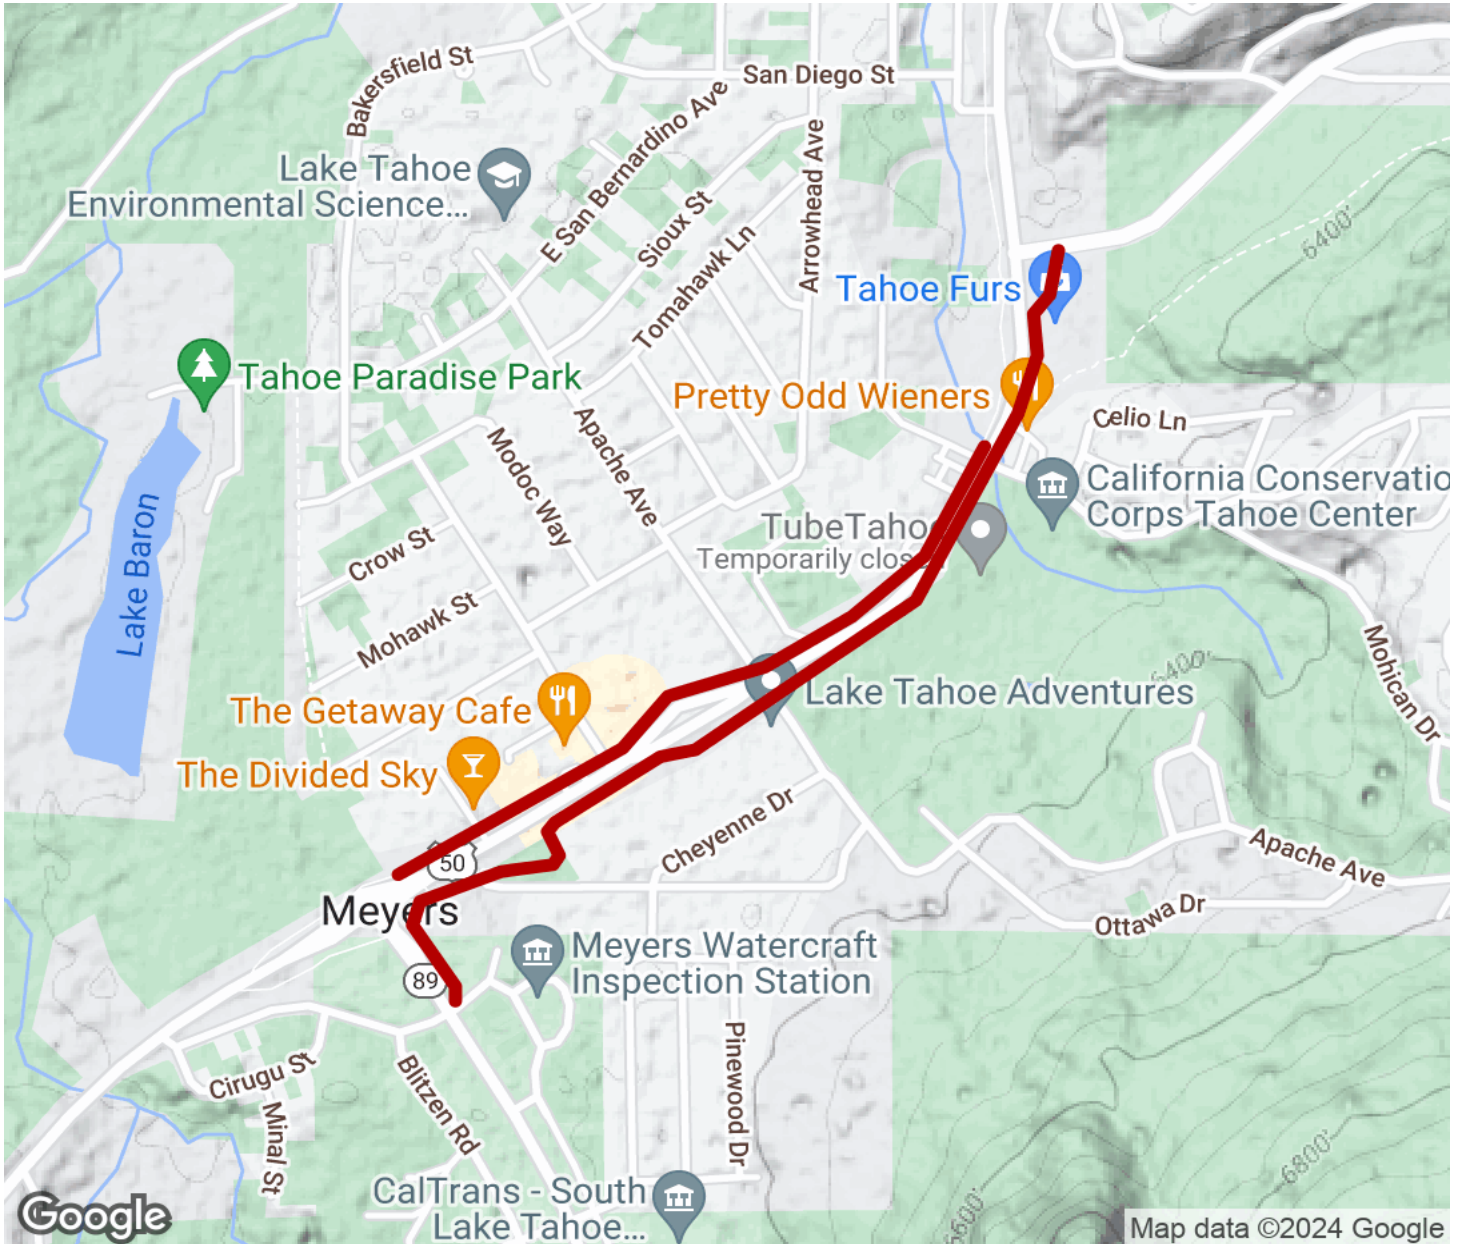 Bakersfield St
San Diego St
E San Bernardino Ave
Lake Tahoe
Environmental Science...
Sioux St
Arrowhead Ave
Tomahawk Ln
6400'
Tahoe Furs
Tahoe Paradise Park
Pretty Odd Wieners
Celio Ln
Apache Ave
Modoc Way
California Conservatio
Corps Tahoe Center
Lake Baron
Crow St
TubeTahoe
Temporarily closed
Mohawk St
Mohican Dr
6400'
The Getaway Cafe
Lake Tahoe Adventures
The Divided Sky
Cheyenne Dr
50
Apache Ave
Meyers
Ottawa Dr
89
Meyers Watercraft
Inspection Station
Cirugu St
Blitzen Rd
Minal St
Pinewood Dr
6800'
6600'
CalTrans - South
Lake Tahoe...
Google
Map data ©2024 Google